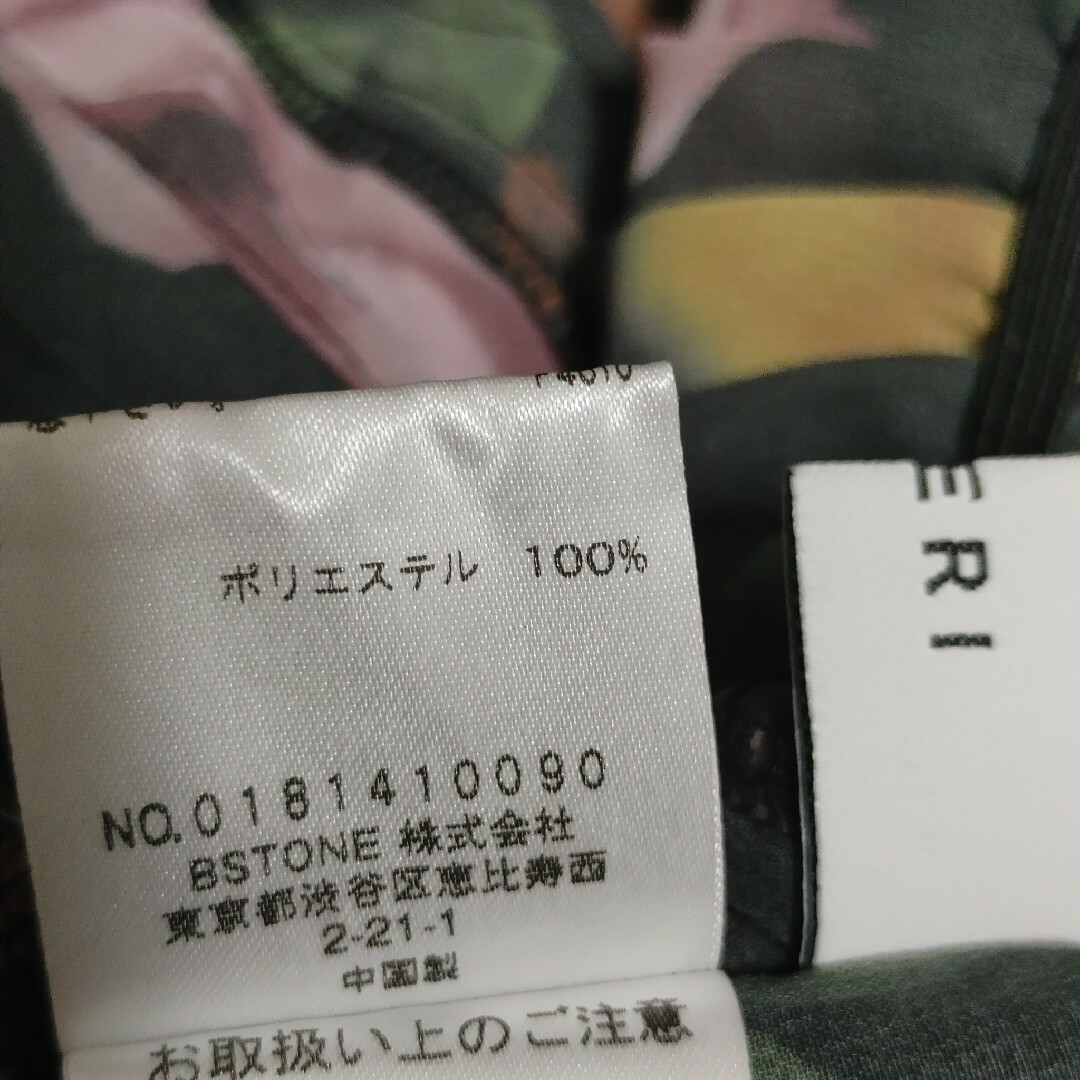 ポリエステル 100%
NO.0181410090
BSTONE 株式会社
東京都渋谷区恵比寿西
2-21-1
中国製
お取扱い上のご注意
ERI